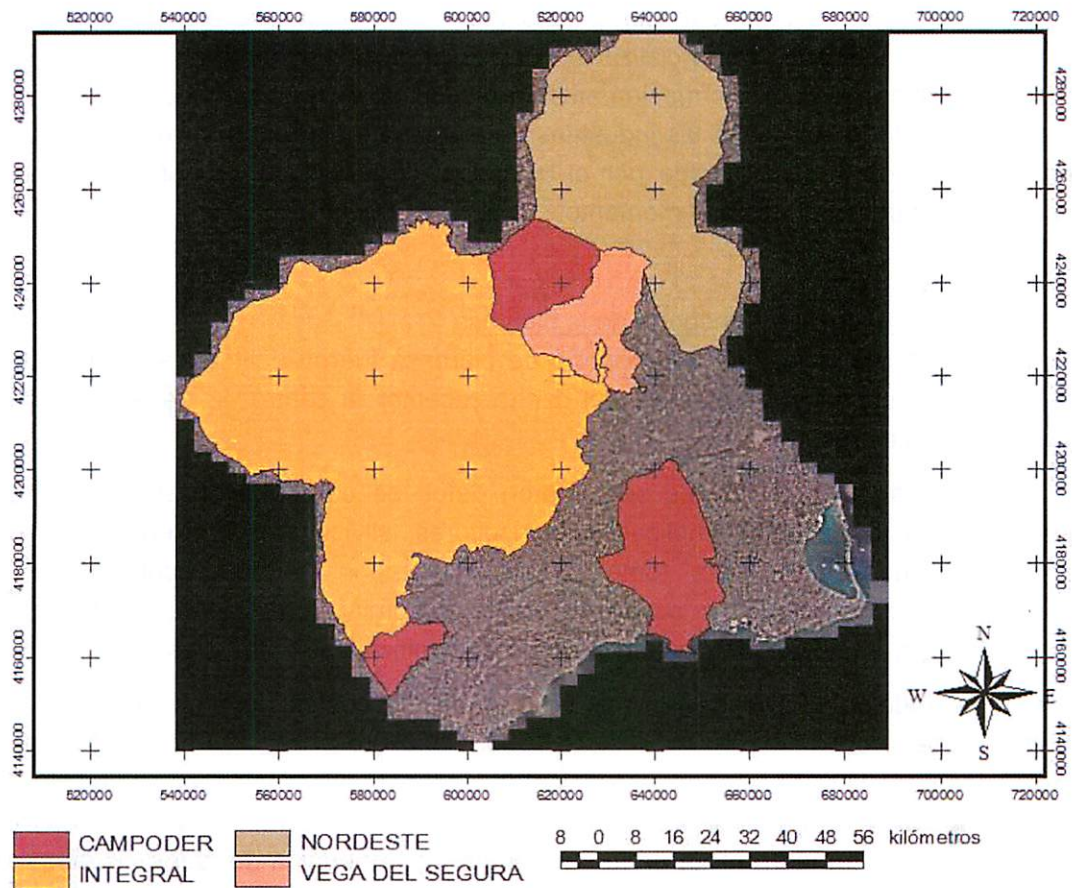 520000 540000 560000 580000 600000 620000 640000 660000 680000 700000 720000
4280000 4280000
4260000 4260000
4240000 4240000
4220000 4220000
4200000 4200000
4180000 4180000
4160000 4160000
4140000 4140000
N
W E
S
520000 540000 560000 580000 600000 620000 640000 660000 680000 700000 720000
CAMPODER NORDESTE
INTEGRAL VEGA DEL SEGURA
8 0 8 16 24 32 40 48 56 kilómetros